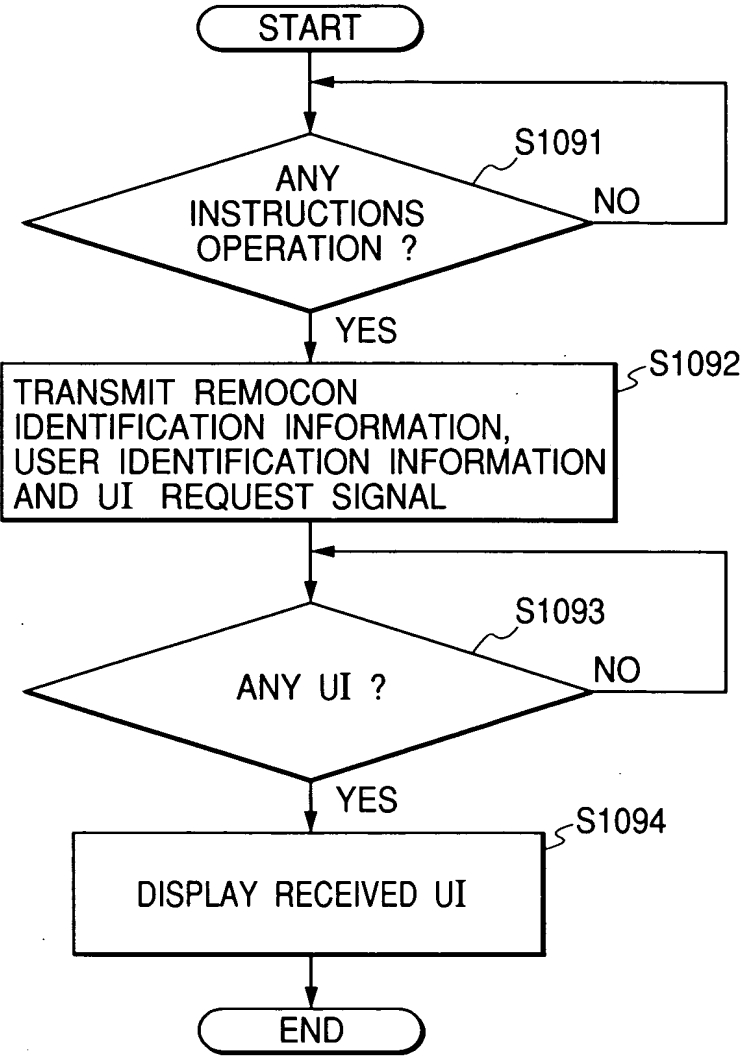 START
S1091
ANY
INSTRUCTIONS
OPERATION ?
NO
YES
S1092
TRANSMIT REMOCON
IDENTIFICATION INFORMATION,
USER IDENTIFICATION INFORMATION
AND UI REQUEST SIGNAL
S1093
ANY UI ?
NO
YES
S1094
DISPLAY RECEIVED UI
END